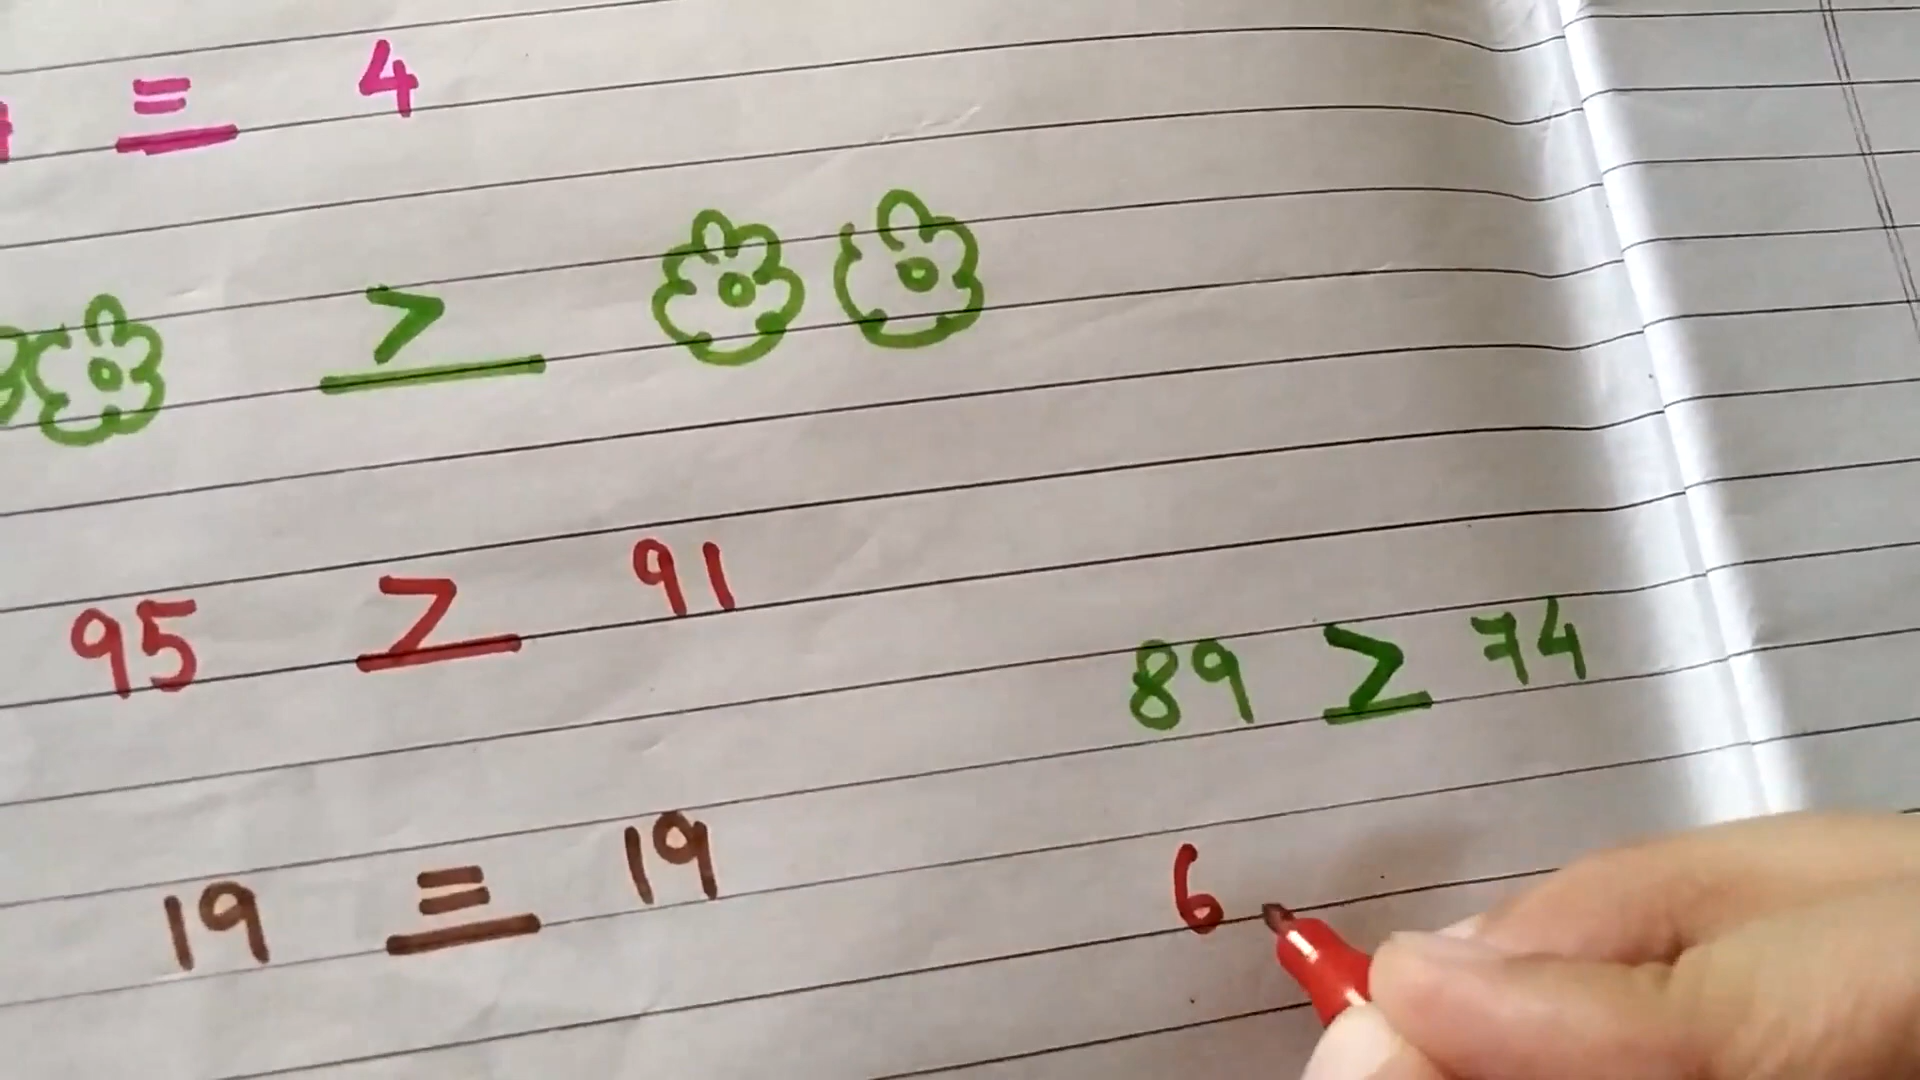 = 4
>
95 > 91
89 > 74
19 = 19
6